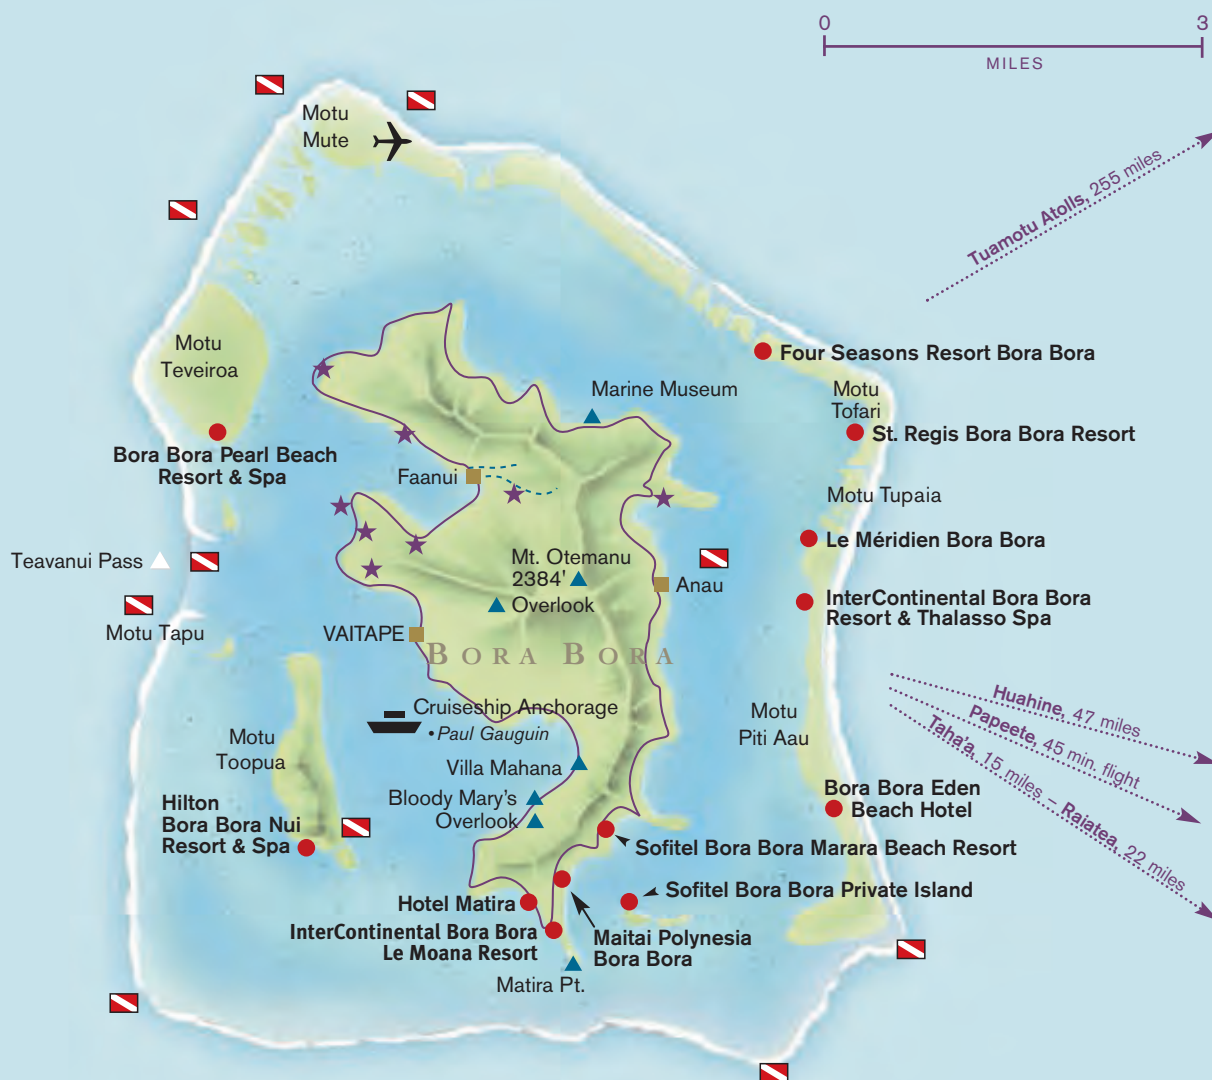 0 3
MILES
Motu
Mute
Tuamotu Atolls, 255 miles
Motu
Teveiroa
Four Seasons Resort Bora Bora
Marine Museum
Motu
Tofari
St. Regis Bora Bora Resort
Bora Bora Pearl Beach
Resort & Spa
Faanui
Motu Tupaia
Le Méridien Bora Bora
Teavanui Pass
Mt. Otemanu
2384'
Overlook
Anau
InterContinental Bora Bora
Resort & Thalasso Spa
Motu Tapu
VAITAPE
BORA BORA
Huahine, 47 miles
Papeete, 45 min. flight
Taha'a, 15 miles – Raiatea, 22 miles
Cruiseship Anchorage
•Paul Gauguin
Motu
Piti Aau
Motu
Toopua
Villa Mahana
Bloody Mary's
Overlook
Bora Bora Eden
Beach Hotel
Hilton
Bora Bora Nui
Resort & Spa
Sofitel Bora Bora Marara Beach Resort
Sofitel Bora Bora Private Island
Hotel Matira
InterContinental Bora Bora
Le Moana Resort
Maitai Polynesia
Bora Bora
Matira Pt.